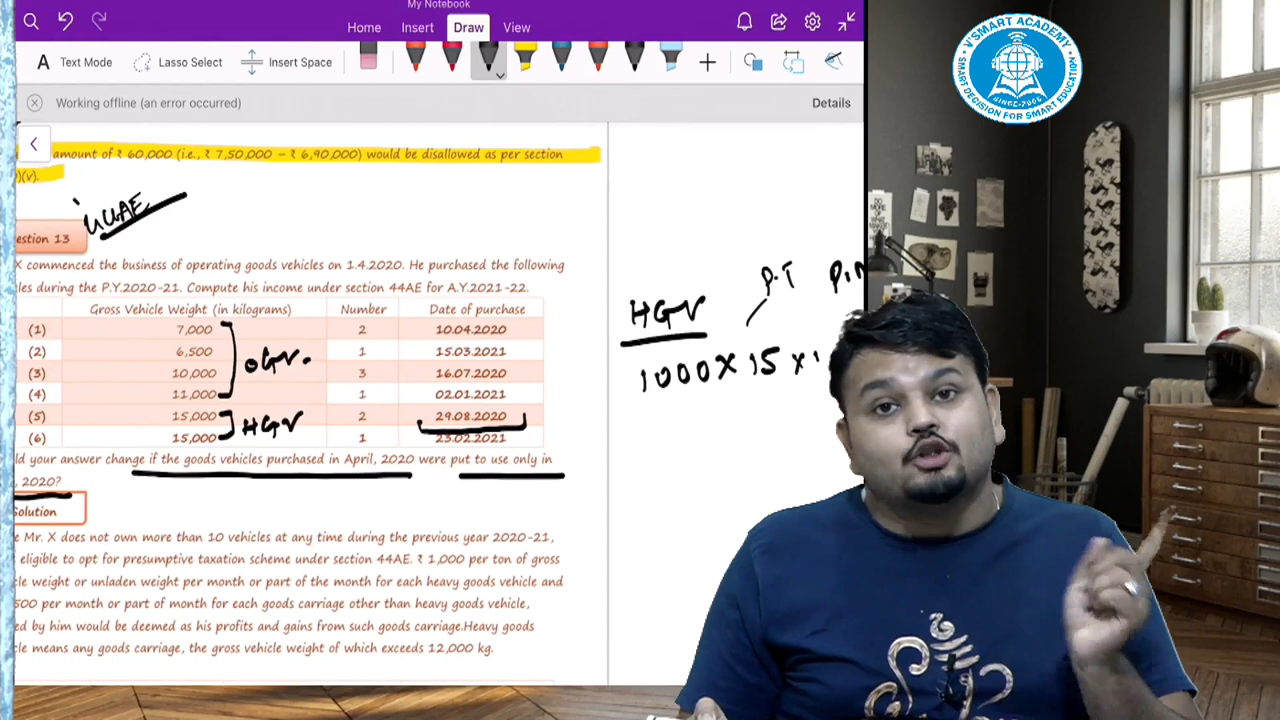 My Notebook
Home Insert Draw View
A Text Mode Lasso Select Insert Space
Working offline (an error occurred) Details
amount of ₹ 60,000 (i.e., ₹ 7,50,000 – ₹ 6,90,000) would be disallowed as per section
)(v).
44AE
estion 13
X commenced the business of operating goods vehicles on 1.4.2020. He purchased the following
les during the P.Y.2020-21. Compute his income under section 44AE for A.Y.2021-22.
Gross Vehicle Weight (in kilograms) Number Date of purchase
(1) 7,000 2 10.04.2020
(2) 6,500 1 15.03.2021
(3) 10,000 3 16.07.2020
(4) 11,000 1 02.01.2021
(5) 15,000 2 29.08.2020
(6) 15,000 1 23.02.2021
OGV.
HGV
ld your answer change if the goods vehicles purchased in April, 2020 were put to use only in
, 2020?
Solution
e Mr. X does not own more than 10 vehicles at any time during the previous year 2020-21,
eligible to opt for presumptive taxation scheme under section 44AE. ₹ 1,000 per ton of gross
cle weight or unladen weight per month or part of the month for each heavy goods vehicle and
500 per month or part of month for each goods carriage other than heavy goods vehicle,
ed by him would be deemed as his profits and gains from such goods carriage.Heavy goods
cle means any goods carriage, the gross vehicle weight of which exceeds 12,000 kg.
P.T P.M
HGV
1000 x 15 x
V'SMART ACADEMY
SMART DECISION FOR SMART EDUCATION
SINCE-2006